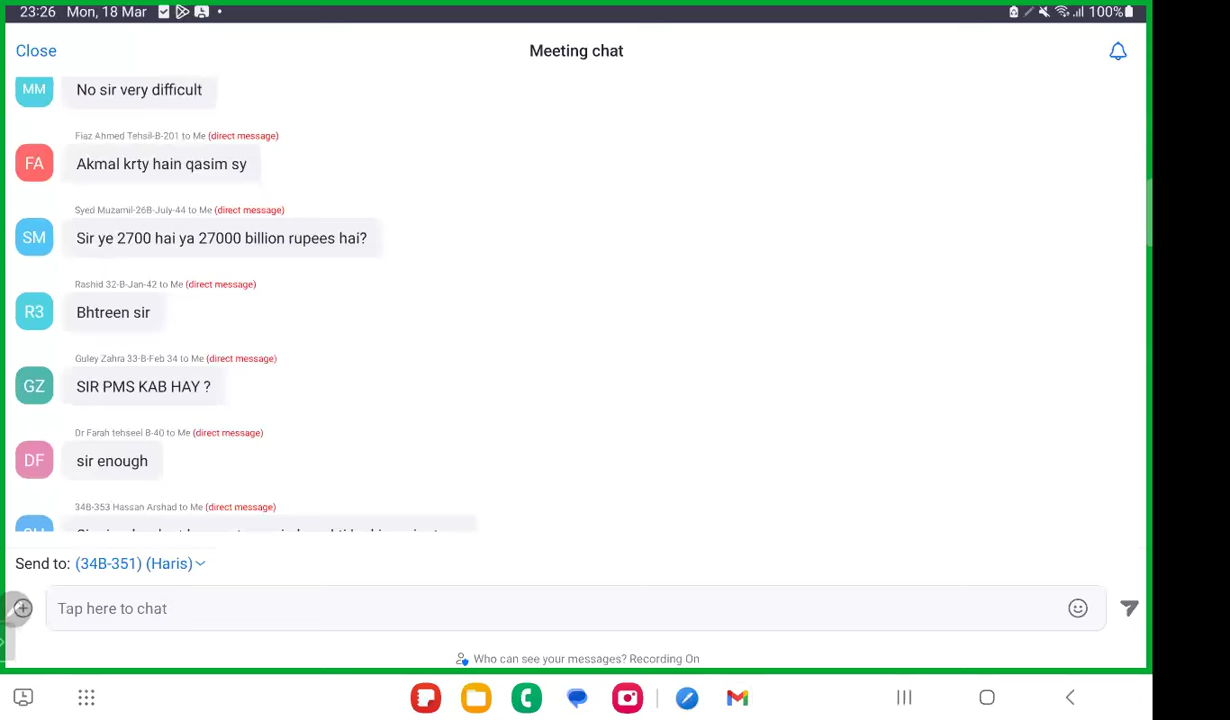 23:26 Mon, 18 Mar
100%
Close
Meeting chat
MM
No sir very difficult
Fiaz Ahmed Tehsil-B-201 to Me (direct message)
FA
Akmal krty hain qasim sy
Syed Muzamil-26B-July-44 to Me (direct message)
SM
Sir ye 2700 hai ya 27000 billion rupees hai?
Rashid 32-B-Jan-42 to Me (direct message)
R3
Bhtreen sir
Guley Zahra 33-B-Feb 34 to Me (direct message)
GZ
SIR PMS KAB HAY ?
Dr Farah tehseel B-40 to Me (direct message)
DF
sir enough
34B-353 Hassan Arshad to Me (direct message)
Send to: (34B-351) (Haris)
Tap here to chat
Who can see your messages? Recording On